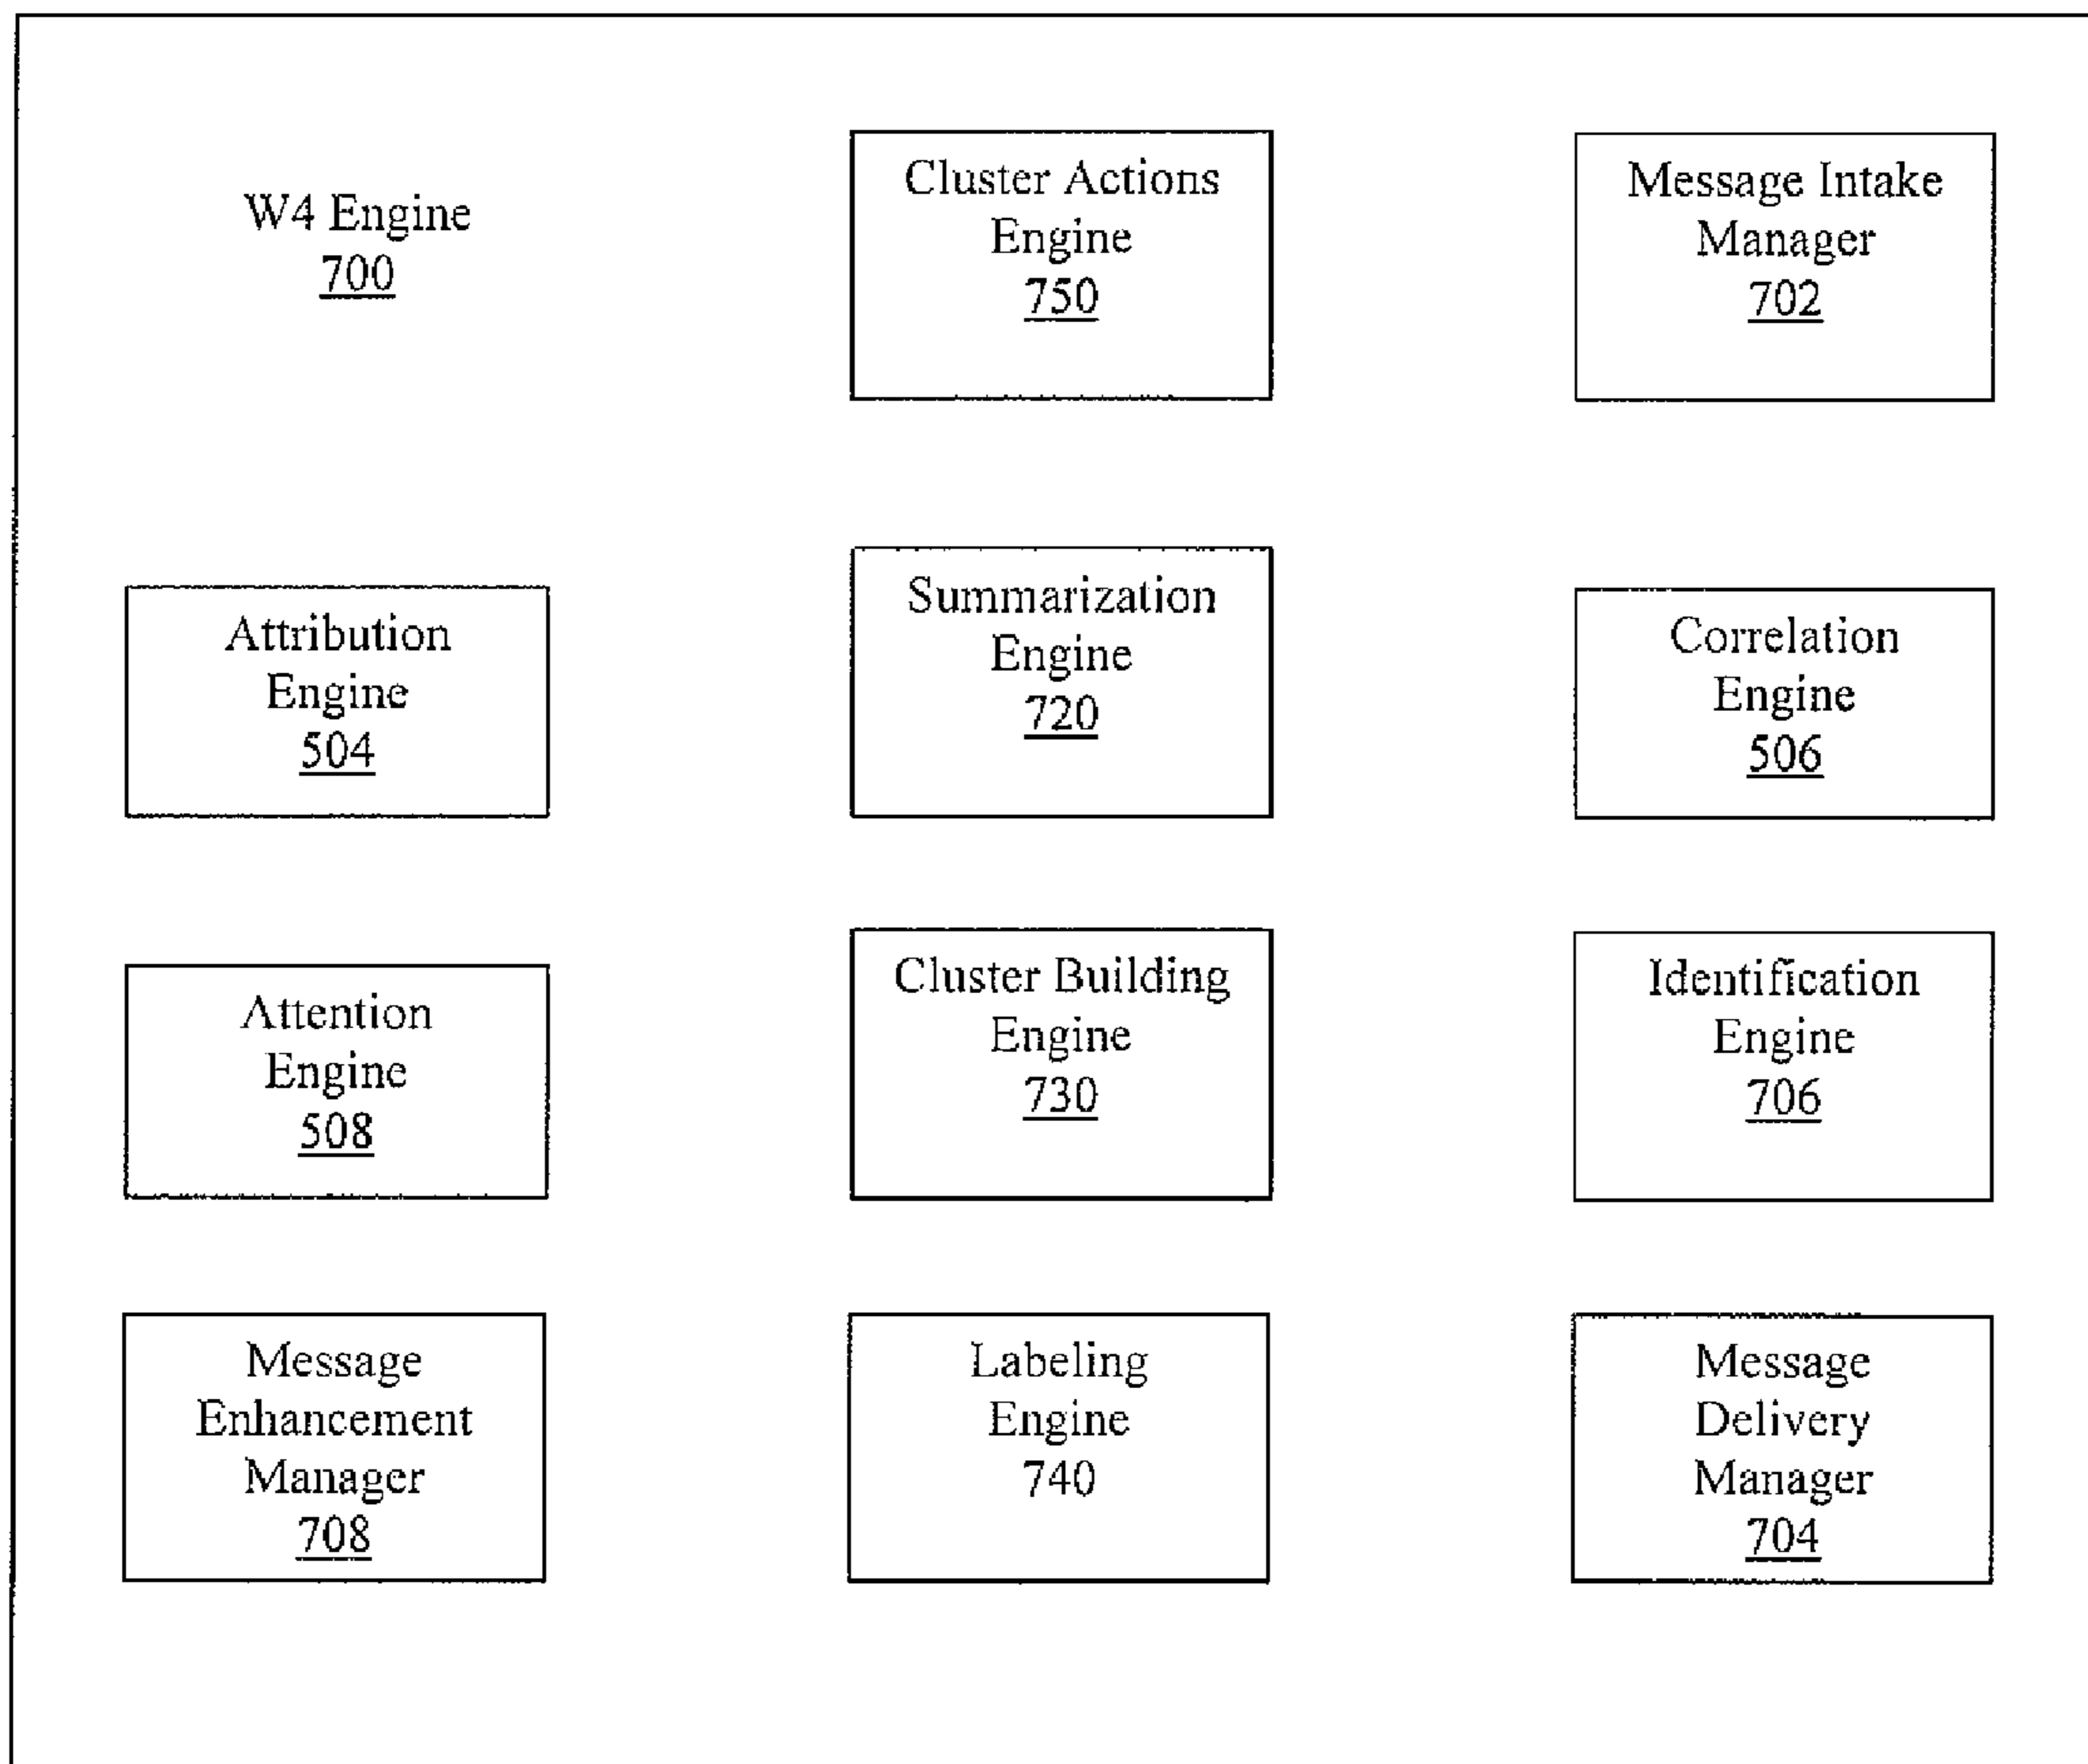 W4 Engine
700
Cluster Actions
Engine
750
Message Intake
Manager
702
Attribution
Engine
504
Summarization
Engine
720
Correlation
Engine
506
Attention
Engine
508
Cluster Building
Engine
730
Identification
Engine
706
Message
Enhancement
Manager
708
Labeling
Engine
740
Message
Delivery
Manager
704